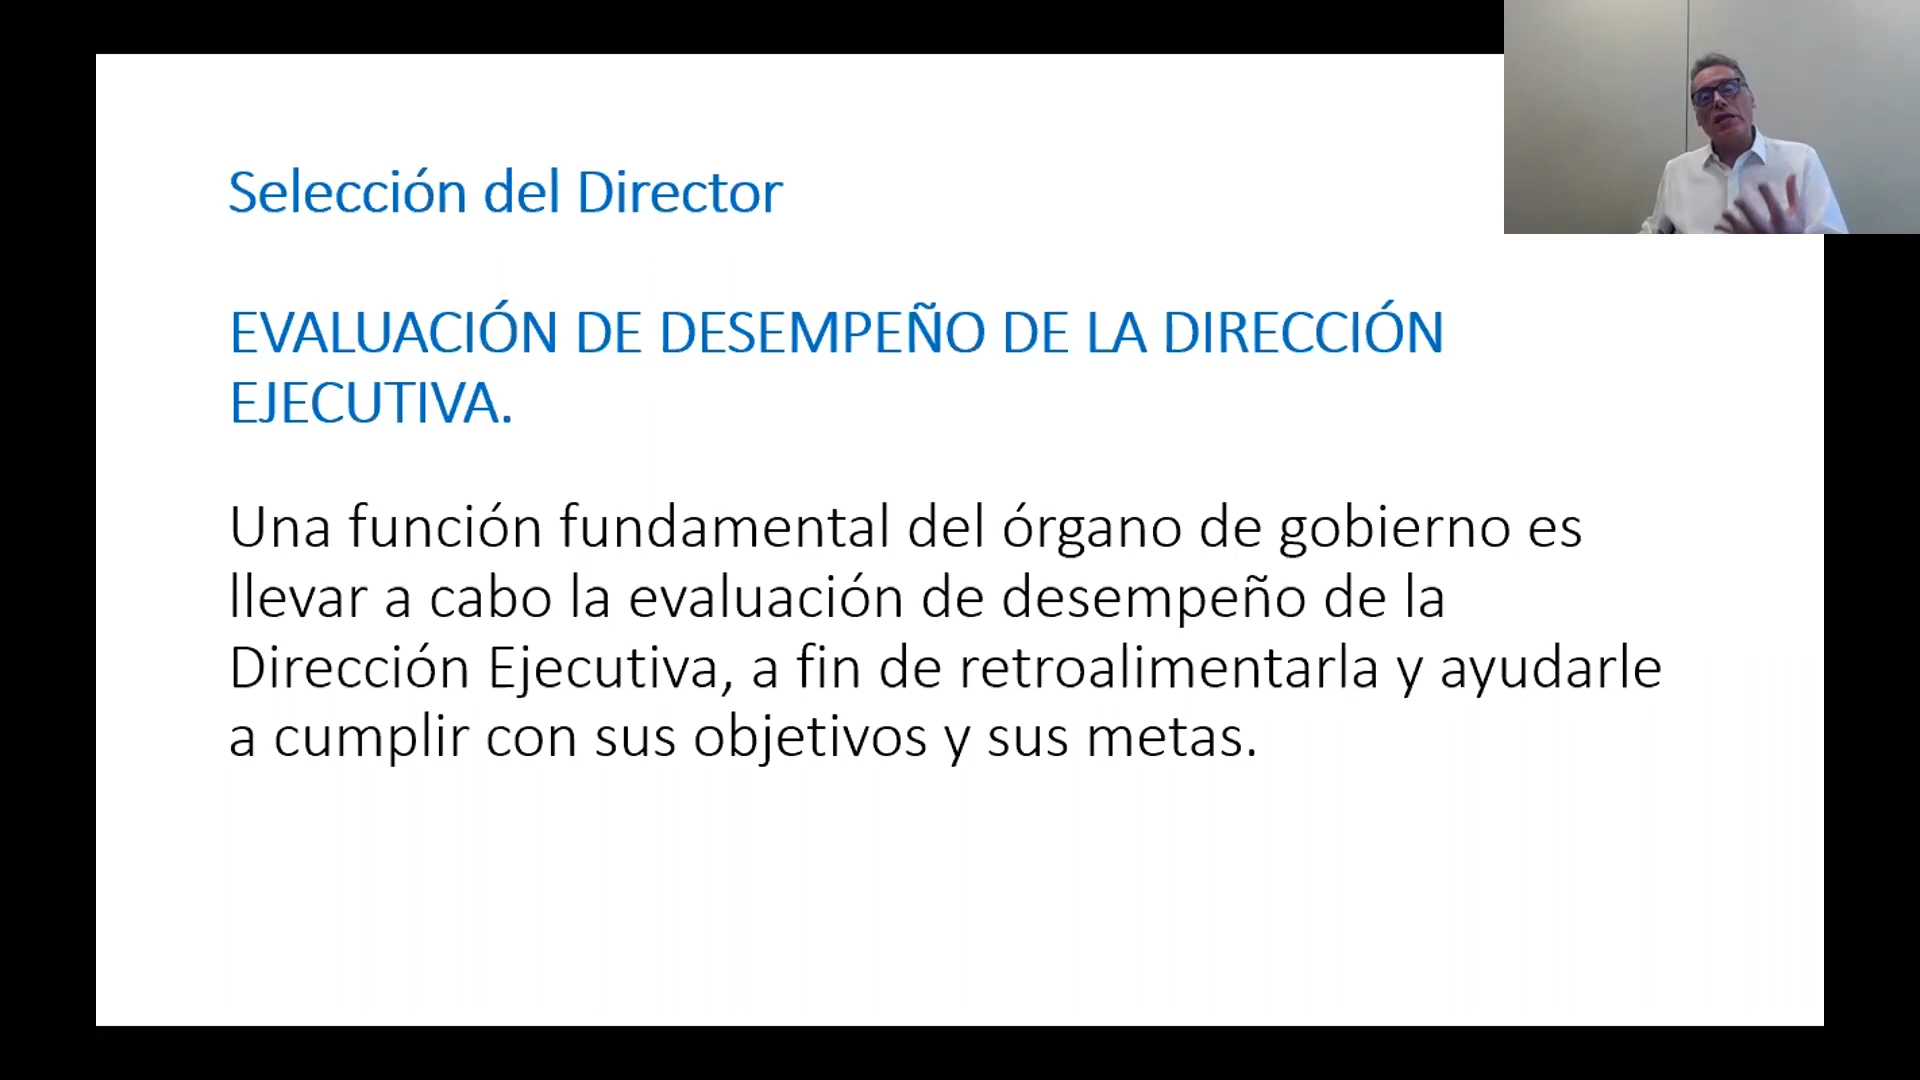 Selección del Director
EVALUACIÓN DE DESEMPEÑO DE LA DIRECCIÓN
EJECUTIVA.
Una función fundamental del órgano de gobierno es
llevar a cabo la evaluación de desempeño de la
Dirección Ejecutiva, a fin de retroalimentarla y ayudarle
a cumplir con sus objetivos y sus metas.